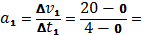 a₁ = Δv₁/Δt₁ = (20 − 0)/(4 − 0) =